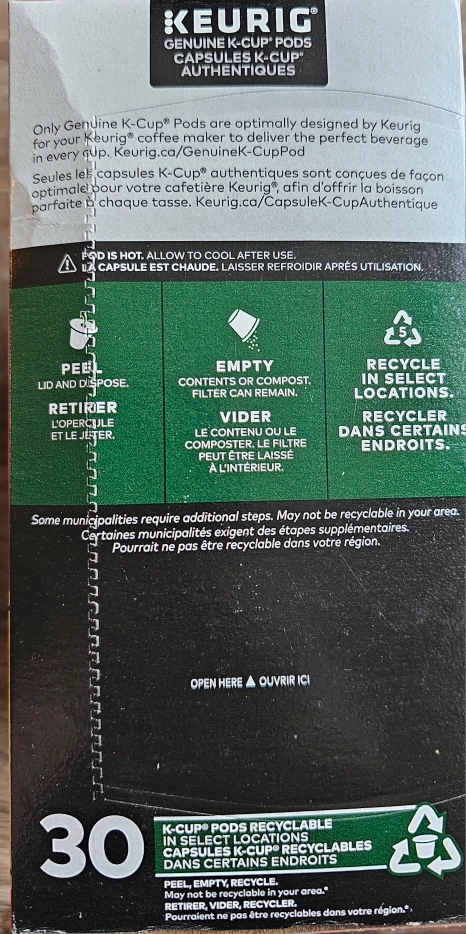 KEURIG®
GENUINE K-CUP® PODS
CAPSULES K-CUP®
AUTHENTIQUES
Only Genuine K-Cup® Pods are optimally designed by Keurig
for your Keurig® coffee maker to deliver the perfect beverage
in every cup. Keurig.ca/GenuineK-CupPod
Seules les capsules K-Cup® authentiques sont conçues de façon
optimale pour votre cafetière Keurig®, afin d'offrir la boisson
parfaite à chaque tasse. Keurig.ca/CapsuleK-CupAuthentique
POD IS HOT. ALLOW TO COOL AFTER USE.
LA CAPSULE EST CHAUDE. LAISSER REFROIDIR APRÈS UTILISATION.
PEEL
LID AND DISPOSE.
RETIRER
L'OPERCULE
ET LE JETER.
EMPTY
CONTENTS OR COMPOST.
FILTER CAN REMAIN.
VIDER
LE CONTENU OU LE
COMPOSTER. LE FILTRE
PEUT ÊTRE LAISSÉ
À L'INTÉRIEUR.
5
RECYCLE
IN SELECT
LOCATIONS.
RECYCLER
DANS CERTAINS
ENDROITS.
Some municipalities require additional steps. May not be recyclable in your area.
Certaines municipalités exigent des étapes supplémentaires.
Pourrait ne pas être recyclable dans votre région.
OPEN HERE ▲ OUVRIR ICI
30
K-CUP® PODS RECYCLABLE
IN SELECT LOCATIONS
CAPSULES K-CUP® RECYCLABLES
DANS CERTAINS ENDROITS
PEEL, EMPTY, RECYCLE.
May not be recyclable in your area.*
RETIRER, VIDER, RECYCLER.
Pourraient ne pas être recyclables dans votre région.*